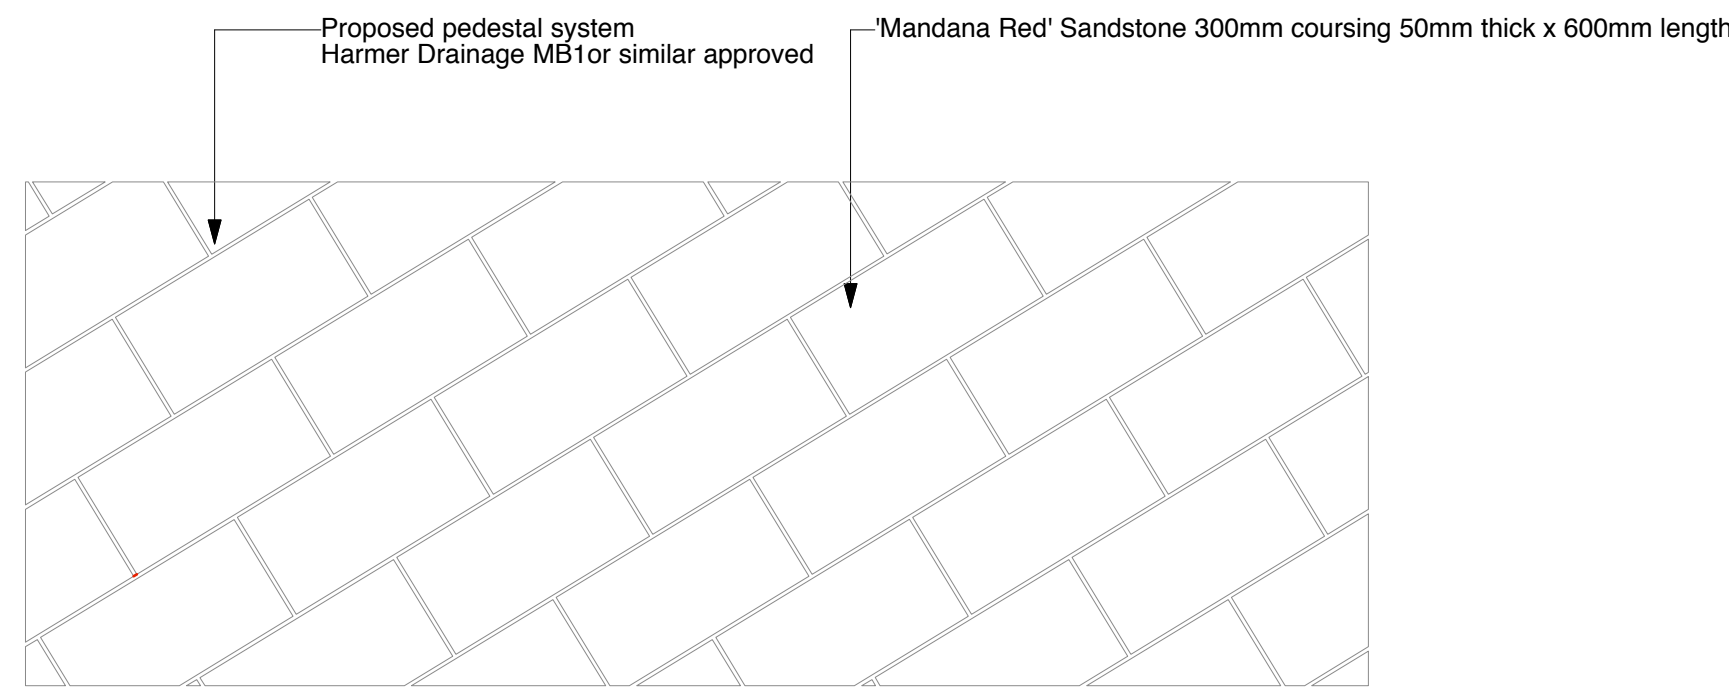 Proposed pedestal system
Harmer Drainage MB1or similar approved
'Mandana Red' Sandstone 300mm coursing 50mm thick x 600mm length